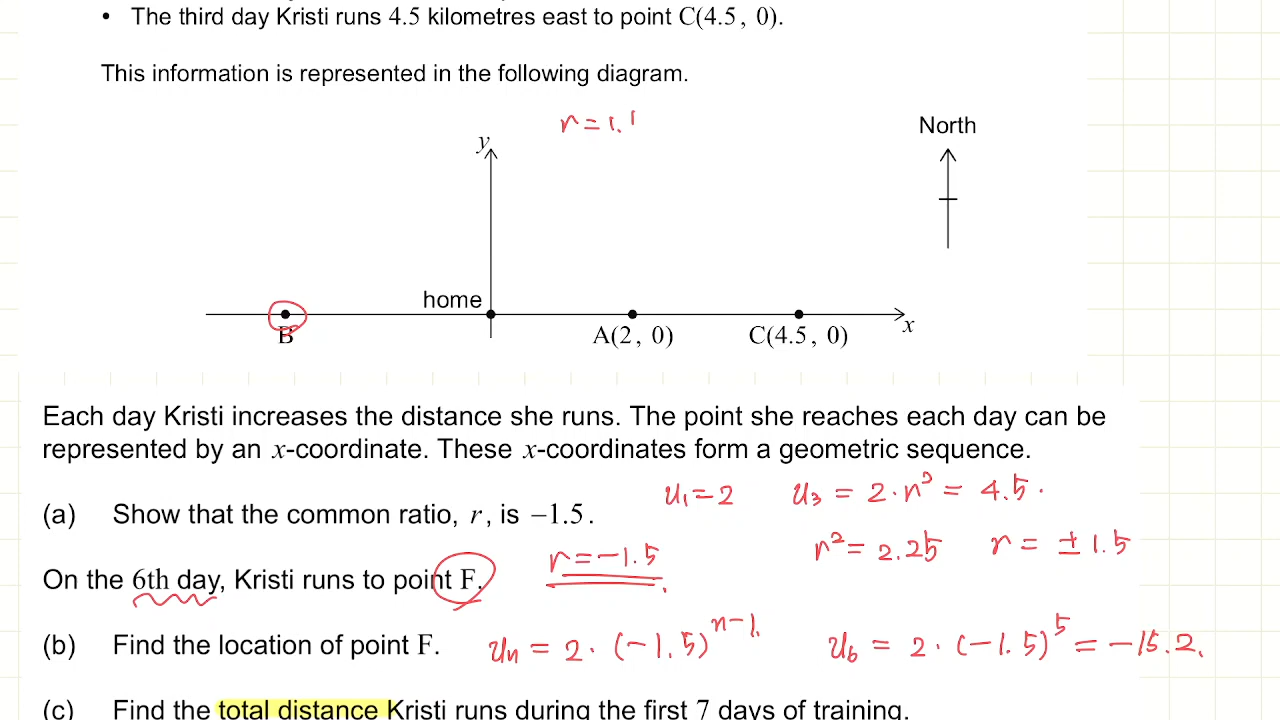 • The third day Kristi runs 4.5 kilometres east to point C(4.5, 0).
This information is represented in the following diagram.
r = 1.1
North
y
home
x
B
A(2, 0)
C(4.5, 0)
Each day Kristi increases the distance she runs. The point she reaches each day can be
represented by an x-coordinate. These x-coordinates form a geometric sequence.
u₁ = 2 u₃ = 2 · r² = 4.5 .
(a) Show that the common ratio, r, is −1.5.
r² = 2.25 r = ± 1.5
r = −1.5 .
On the 6th day, Kristi runs to point F.
(b) Find the location of point F. uₙ = 2 · (−1.5)ⁿ⁻¹. u₆ = 2 · (−1.5)⁵ = −15.2.
(c) Find the total distance Kristi runs during the first 7 days of training.